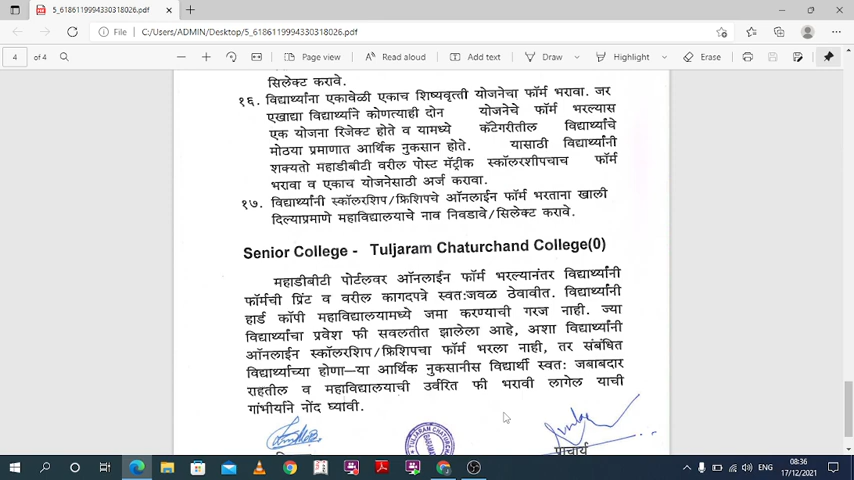 5_6186119994330318026.pdf
File C:/Users/ADMIN/Desktop/5_6186119994330318026.pdf
4 of 4 Page view Read aloud Add text Draw Highlight Erase
सिलेक्ट करावे.
१६. विद्यार्थ्यांना एकावेळी एकाच शिष्यवृत्ती योजनेचा फॉर्म भरावा. जर
एखाद्या विद्यार्थ्याने कोणत्याही दोन योजनेचे फॉर्म भरल्यास
एक योजना रिजेक्ट होते व यामध्ये कॅटेगरीतील विद्यार्थ्यांचे
मोठया प्रमाणात आर्थिक नुकसान होते. यासाठी विद्यार्थ्यांनी
शक्यतो महाडीबीटी वरील पोस्ट मॅट्रीक स्कॉलरशीपचाच फॉर्म
भरावा व एकाच योजनेसाठी अर्ज करावा.
१७. विद्यार्थ्यांनी स्कॉलरशिप/फ्रिशिपचे ऑनलाईन फॉर्म भरताना खाली
दिल्याप्रमाणे महाविद्यालयाचे नाव निवडावे/सिलेक्ट करावे.
Senior College - Tuljaram Chaturchand College(0)
महाडीबीटी पोर्टलवर ऑनलाईन फॉर्म भरल्यानंतर विद्यार्थ्यांनी
फॉर्मची प्रिंट व वरील कागदपत्रे स्वत:जवळ ठेवावीत. विद्यार्थ्यांनी
हार्ड कॉपी महाविद्यालयामध्ये जमा करण्याची गरज नाही. ज्या
विद्यार्थ्यांचा प्रवेश फी सवलतीत झालेला आहे, अशा विद्यार्थ्यांनी
ऑनलाईन स्कॉलरशिप/फ्रिशिपचा फॉर्म भरला नाही, तर संबंधित
विद्यार्थ्याच्या होणा-या आर्थिक नुकसानीस विद्यार्थी स्वत: जबाबदार
राहतील व महाविद्यालयाची उर्वरित फी भरावी लागेल याची
गांभीर्याने नोंद घ्यावी.
TULJARAM CHATURCHAND
प्राचार्य
ENG
08:36
17/12/2021